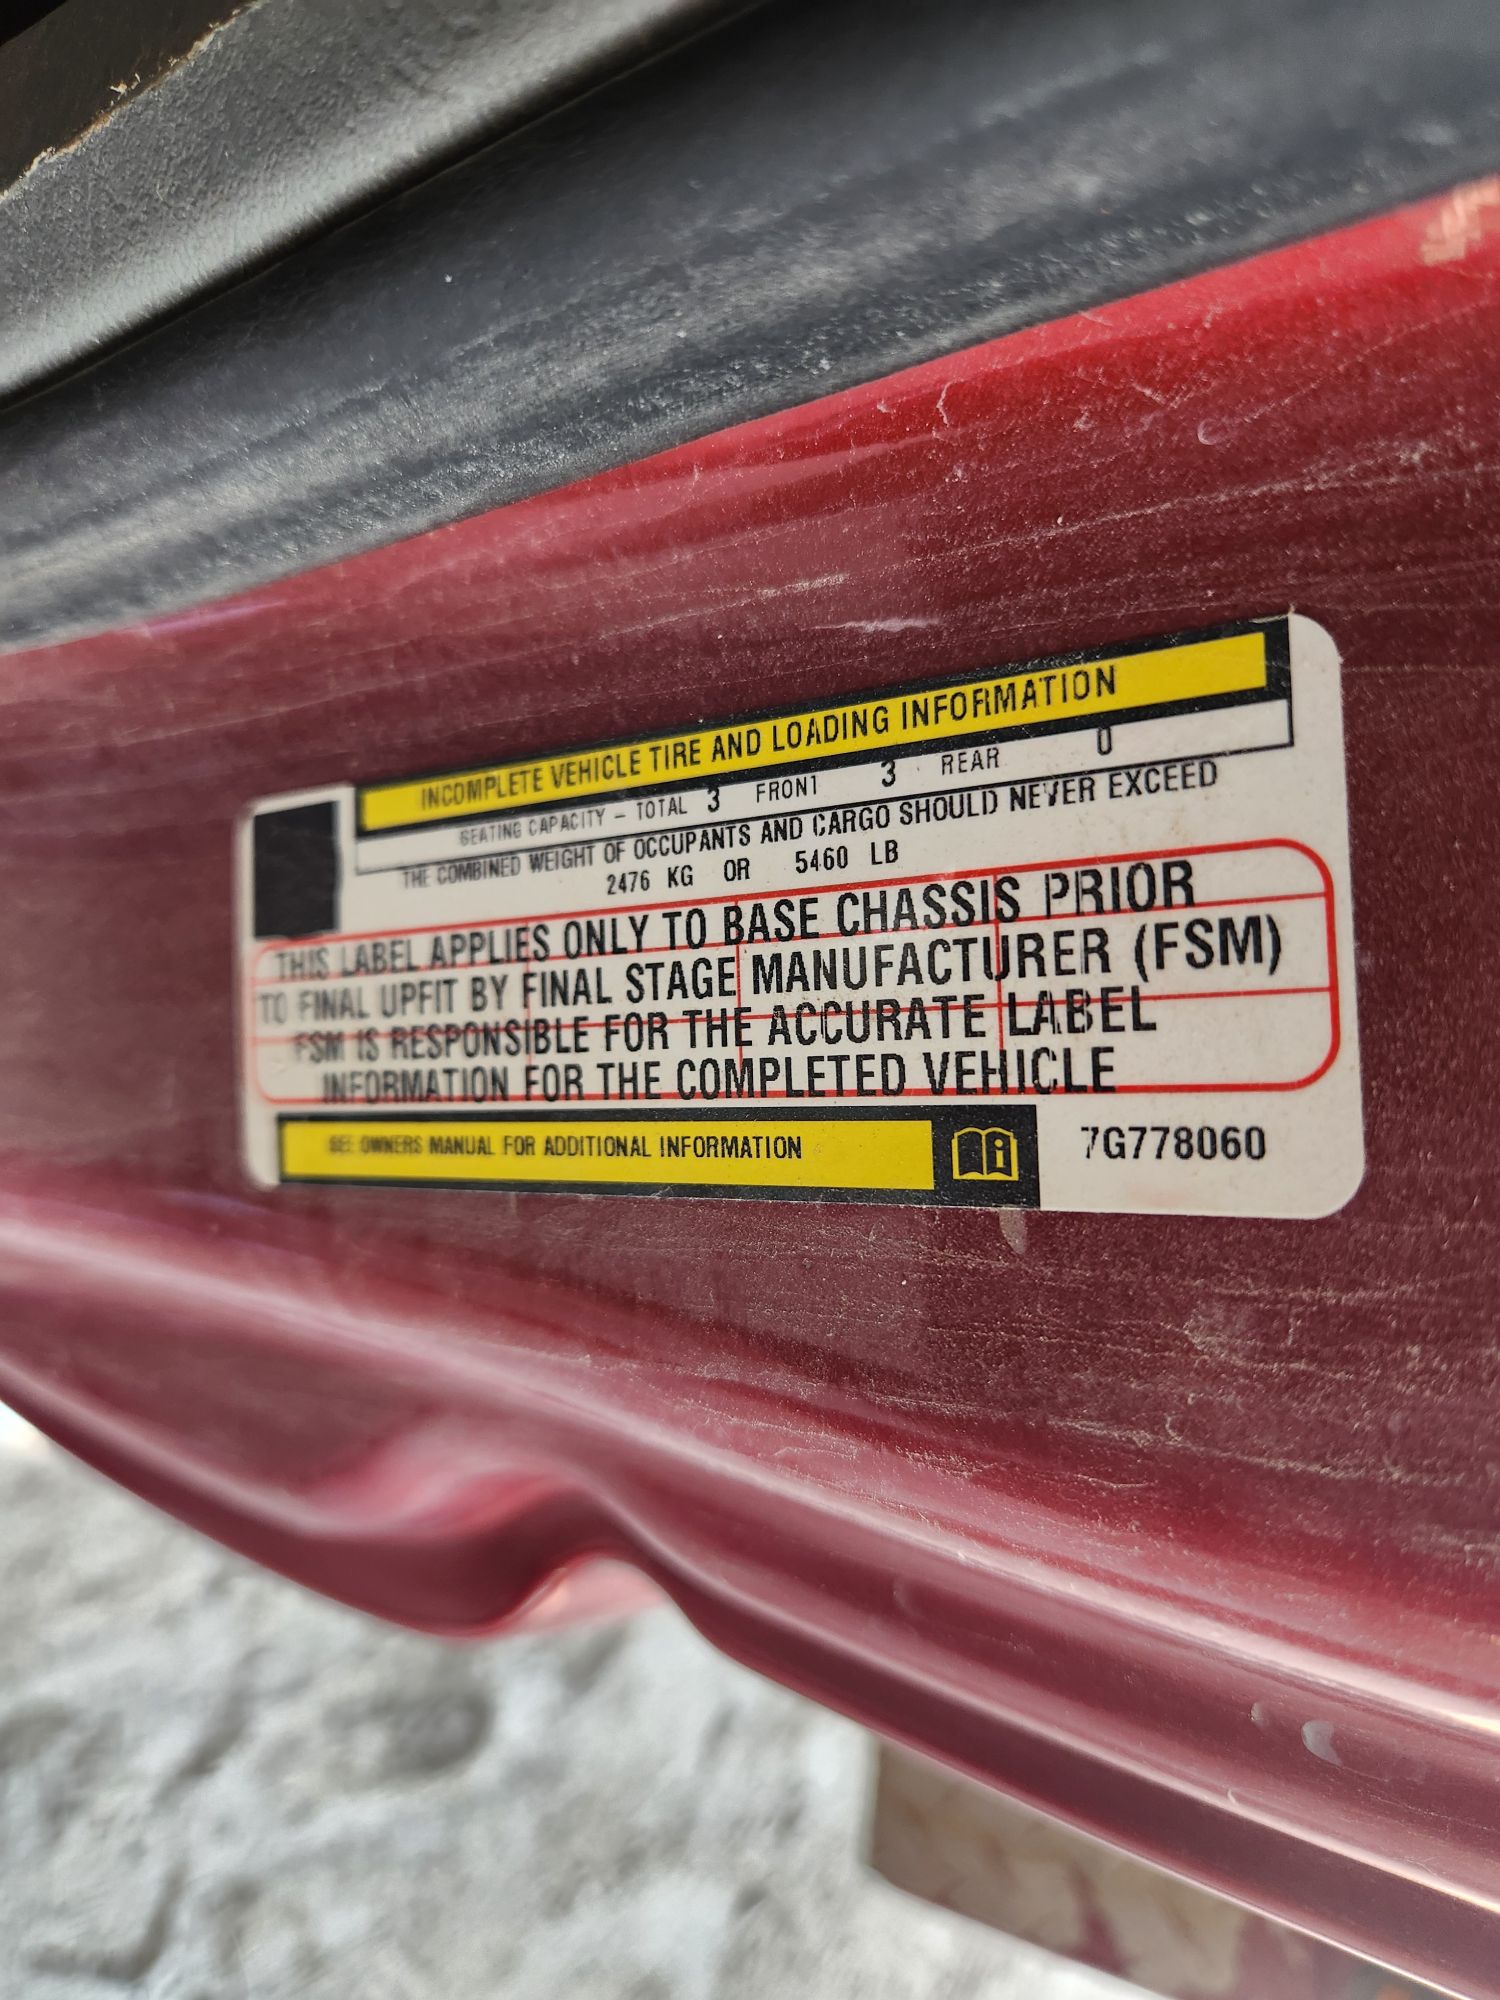 INCOMPLETE VEHICLE TIRE AND LOADING INFORMATION
SEATING CAPACITY - TOTAL 3 FRONT 3 REAR 0
THE COMBINED WEIGHT OF OCCUPANTS AND CARGO SHOULD NEVER EXCEED
2476 KG OR 5460 LB
THIS LABEL APPLIES ONLY TO BASE CHASSIS PRIOR
TO FINAL UPFIT BY FINAL STAGE MANUFACTURER (FSM)
FSM IS RESPONSIBLE FOR THE ACCURATE LABEL
INFORMATION FOR THE COMPLETED VEHICLE
SEE OWNERS MANUAL FOR ADDITIONAL INFORMATION
7G778060